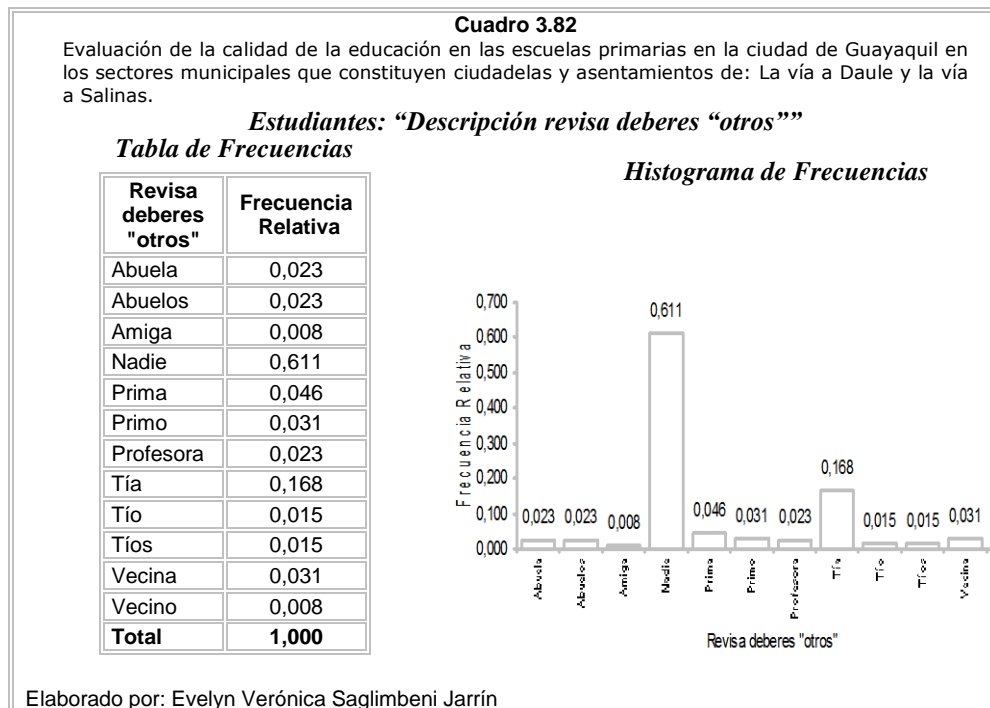 Cuadro 3.82
Evaluación de la calidad de la educación en las escuelas primarias en la ciudad de Guayaquil en
los sectores municipales que constituyen ciudadelas y asentamientos de: La vía a Daule y la vía
a Salinas.
Estudiantes: “Descripción revisa deberes “otros””
Tabla de Frecuencias
Revisa deberes "otros" Frecuencia Relativa
Abuela 0,023
Abuelos 0,023
Amiga 0,008
Nadie 0,611
Prima 0,046
Primo 0,031
Profesora 0,023
Tía 0,168
Tío 0,015
Tíos 0,015
Vecina 0,031
Vecino 0,008
Total 1,000
Histograma de Frecuencias
Frecuencia Relativa
0,700
0,600
0,500
0,400
0,300
0,200
0,100
0,000
0,023 0,023 0,008 0,611 0,046 0,031 0,023 0,168 0,015 0,015 0,031
Abuela Abuelos Amiga Nadie Prima Primo Profesora Tía Tío Tíos Vecina
Revisa deberes "otros"
Elaborado por: Evelyn Verónica Saglimbeni Jarrín